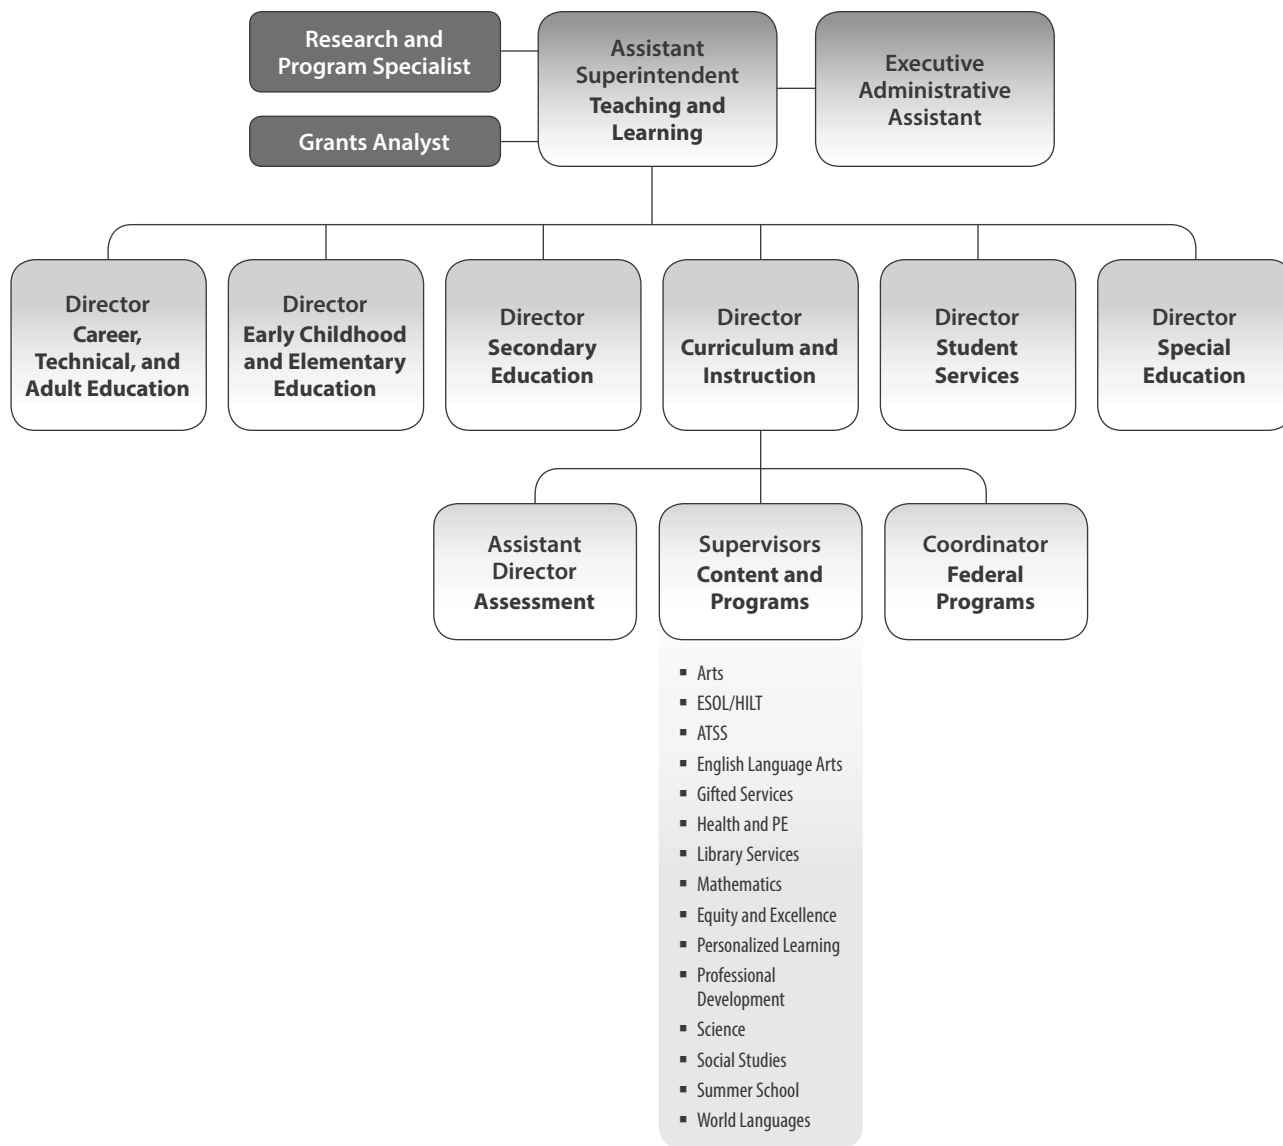 Research and
Program Specialist
Grants Analyst
Assistant
Superintendent
Teaching and
Learning
Executive
Administrative
Assistant
Director
Career,
Technical, and
Adult Education
Director
Early Childhood
and Elementary
Education
Director
Secondary
Education
Director
Curriculum and
Instruction
Director
Student
Services
Director
Special
Education
Assistant
Director
Assessment
Supervisors
Content and
Programs
Coordinator
Federal
Programs
▪ Arts
▪ ESOL/HILT
▪ ATSS
▪ English Language Arts
▪ Gifted Services
▪ Health and PE
▪ Library Services
▪ Mathematics
▪ Equity and Excellence
▪ Personalized Learning
▪ Professional
Development
▪ Science
▪ Social Studies
▪ Summer School
▪ World Languages